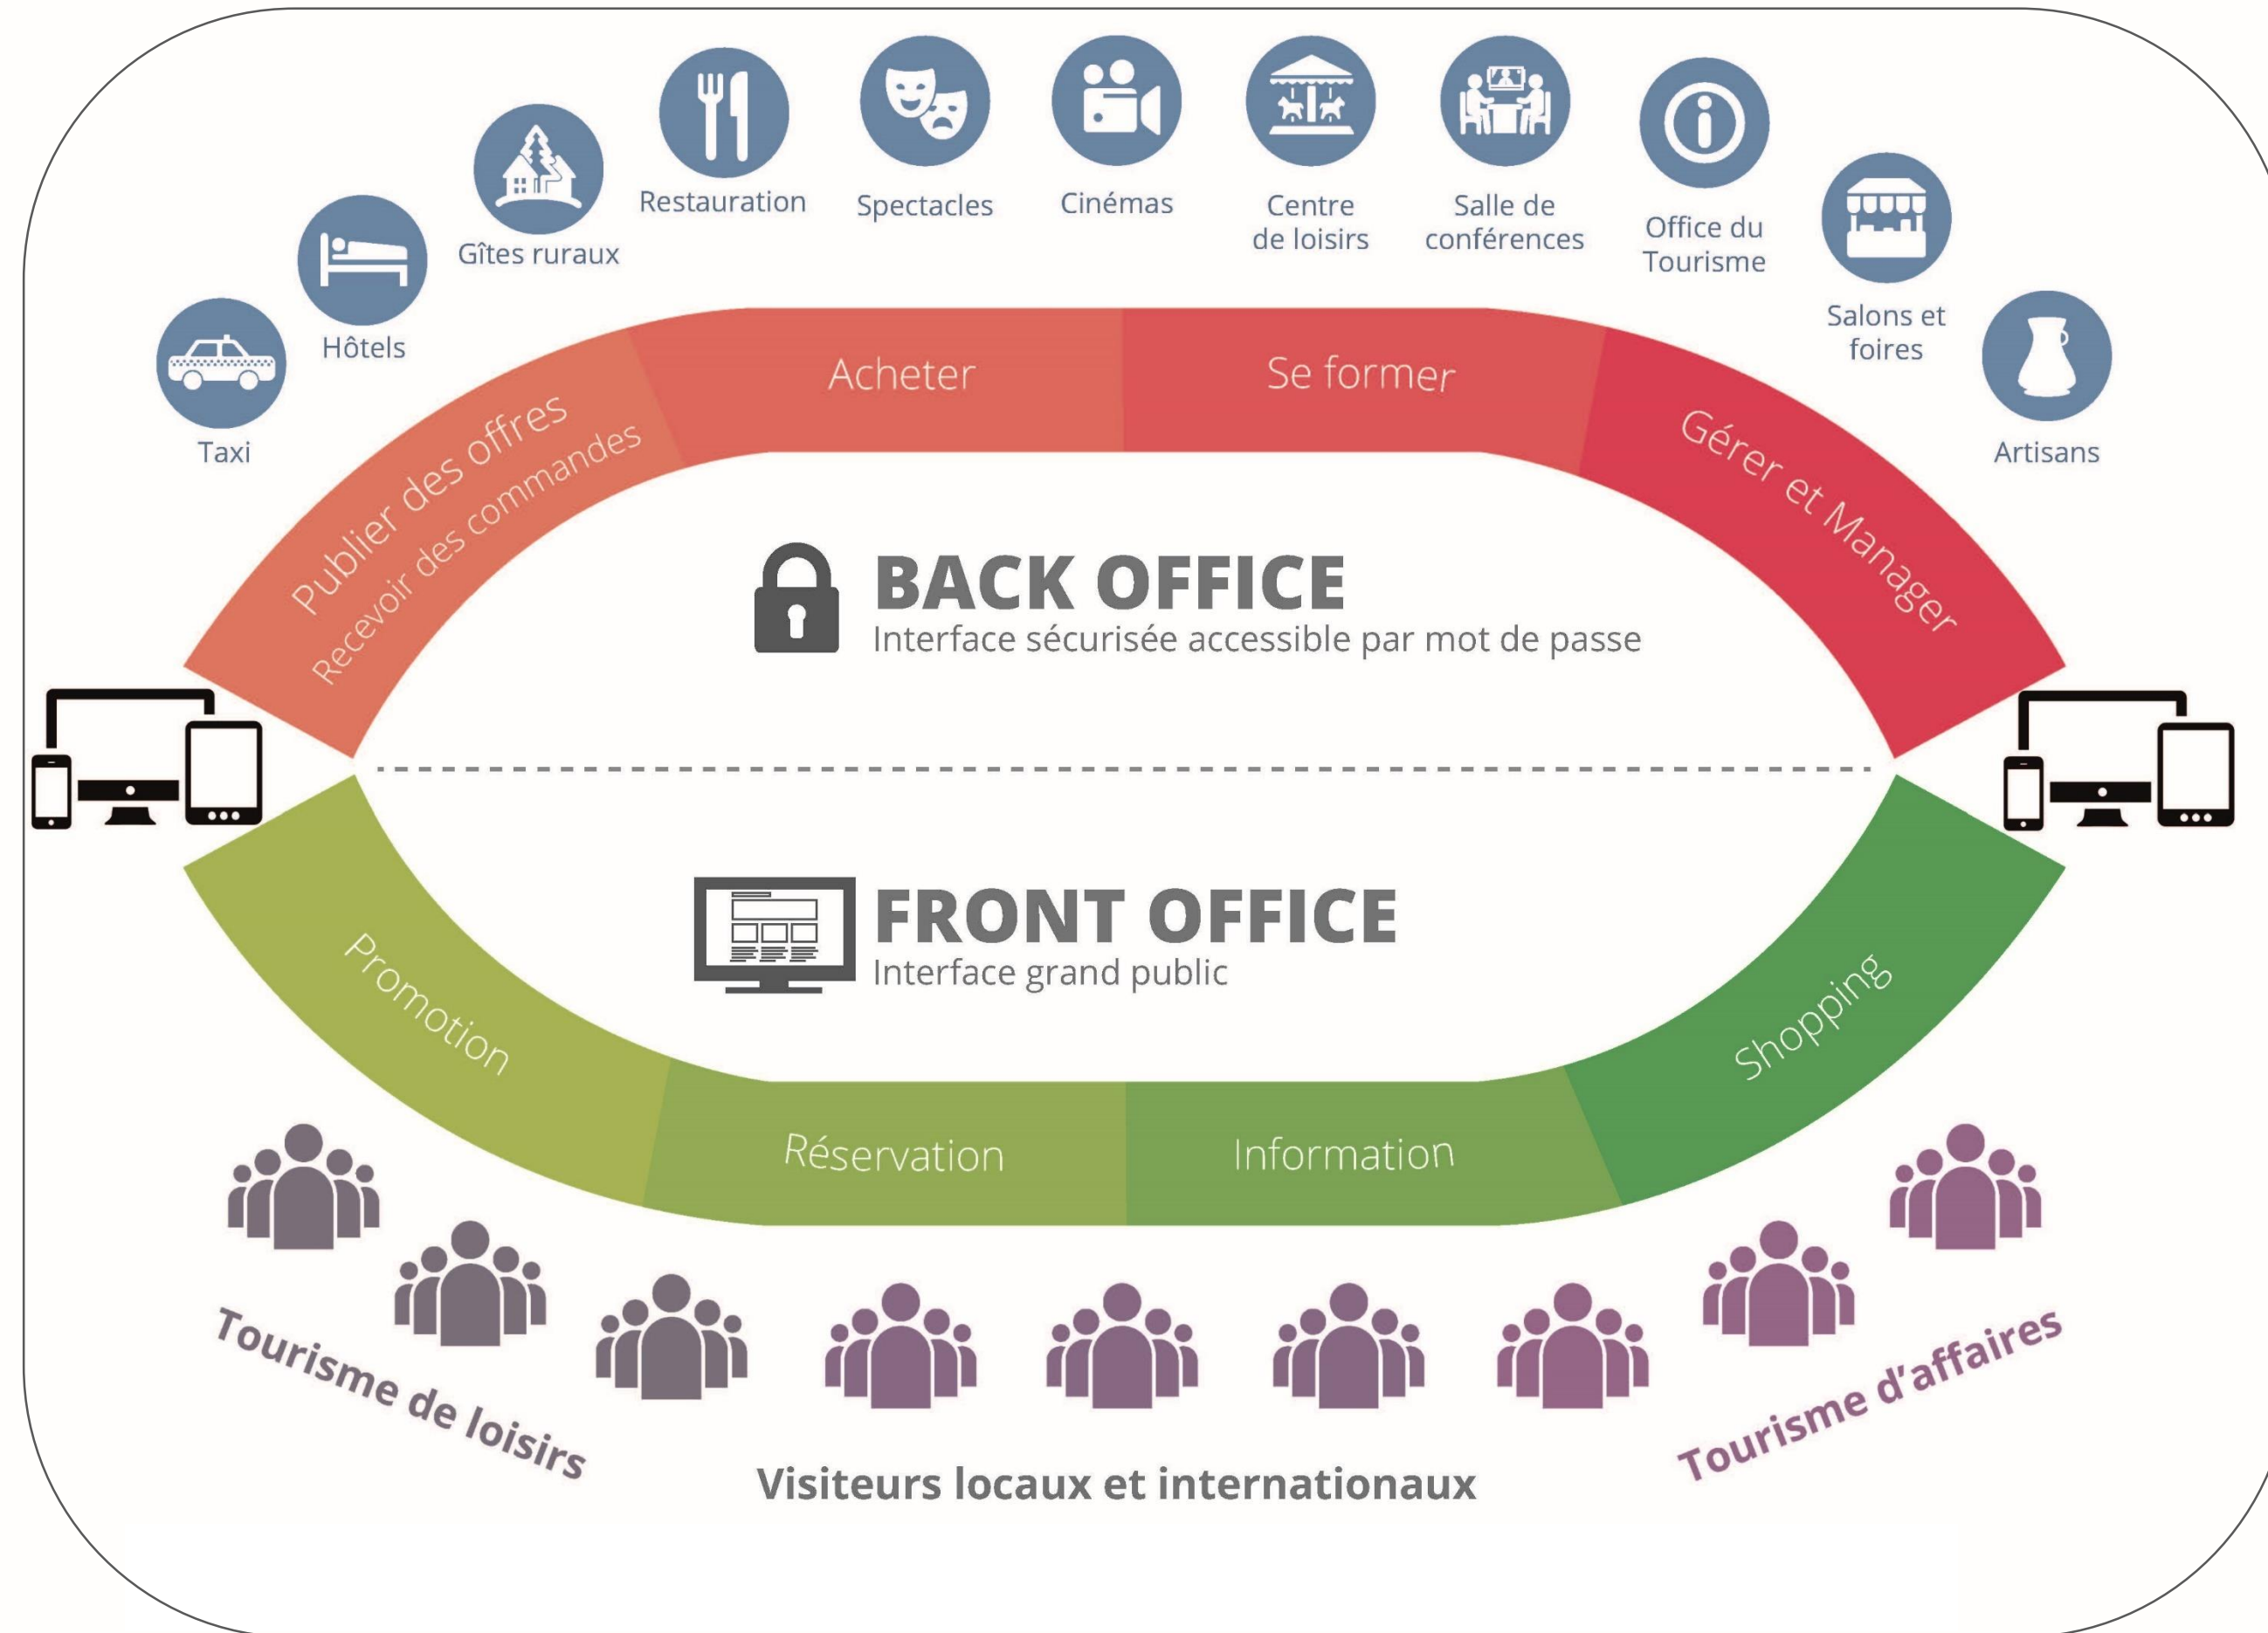 Taxi
Hôtels
Gîtes ruraux
Restauration
Spectacles
Cinémas
Centre
de loisirs
Salle de
conférences
Office du
Tourisme
Salons et
foires
Artisans
Publier des offres
Recevoir des commandes
Acheter
Se former
Gérer et Manager
BACK OFFICE
Interface sécurisée accessible par mot de passe
FRONT OFFICE
Interface grand public
Promotion
Réservation
Information
Shopping
Tourisme de loisirs
Visiteurs locaux et internationaux
Tourisme d'affaires